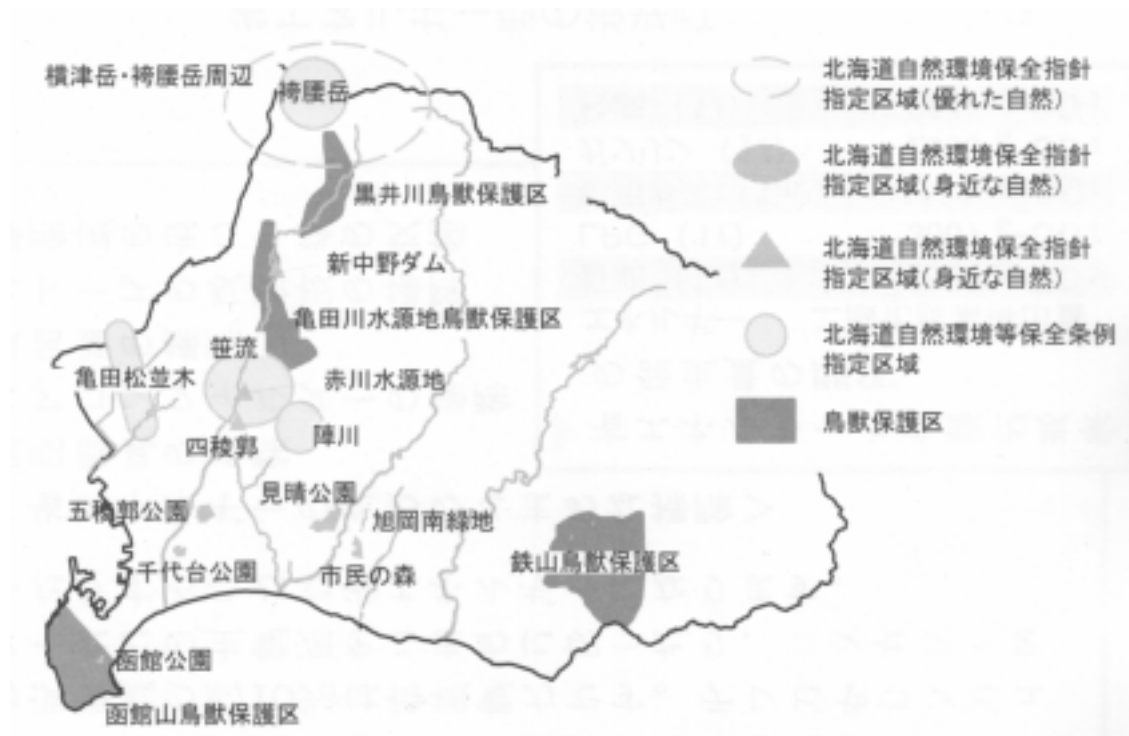 横津岳・袴腰岳周辺
袴腰岳
黒井川鳥獣保護区
新中野ダム
亀田川水源地鳥獣保護区
笹流
亀田松並木
赤川水源地
四稜郭
陣川
見晴公園
五稜郭公園
旭岡南緑地
千代台公園
市民の森
鉄山鳥獣保護区
函館公園
函館山鳥獣保護区
北海道自然環境保全指針
指定区域(優れた自然)
北海道自然環境保全指針
指定区域(身近な自然)
北海道自然環境保全指針
指定区域(身近な自然)
北海道自然環境等保全条例
指定区域
鳥獣保護区